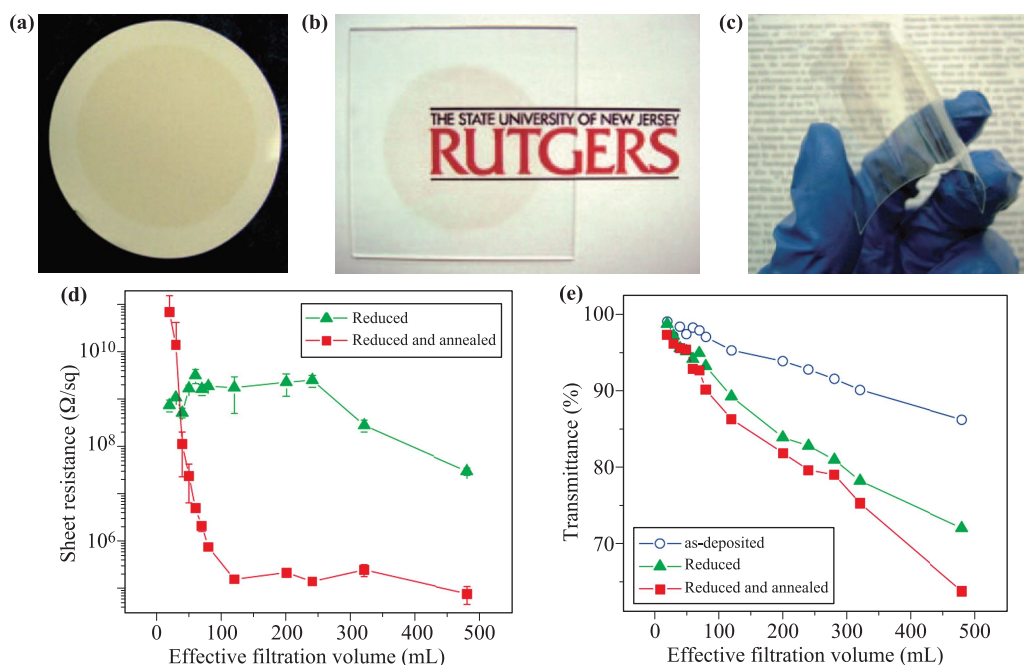 (a)
(b)
THE STATE UNIVERSITY OF NEW JERSEY
RUTGERS
(c)
(d)
Reduced
Reduced and annealed
10^10
10^8
10^6
Sheet resistance (Ω/sq)
0 100 200 300 400 500
Effective filtration volume (mL)
(e)
100
90
80
70
Transmittance (%)
as-deposited
Reduced
Reduced and annealed
0 100 200 300 400 500
Effective filtration volume (mL)